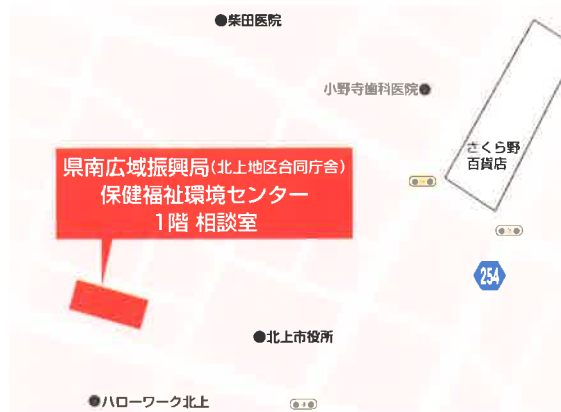 ●柴田医院
小野寺歯科医院●
さくら野
百貨店
県南広域振興局(北上地区合同庁舎)
保健福祉環境センター
1階 相談室
254
●北上市役所
●ハローワーク北上